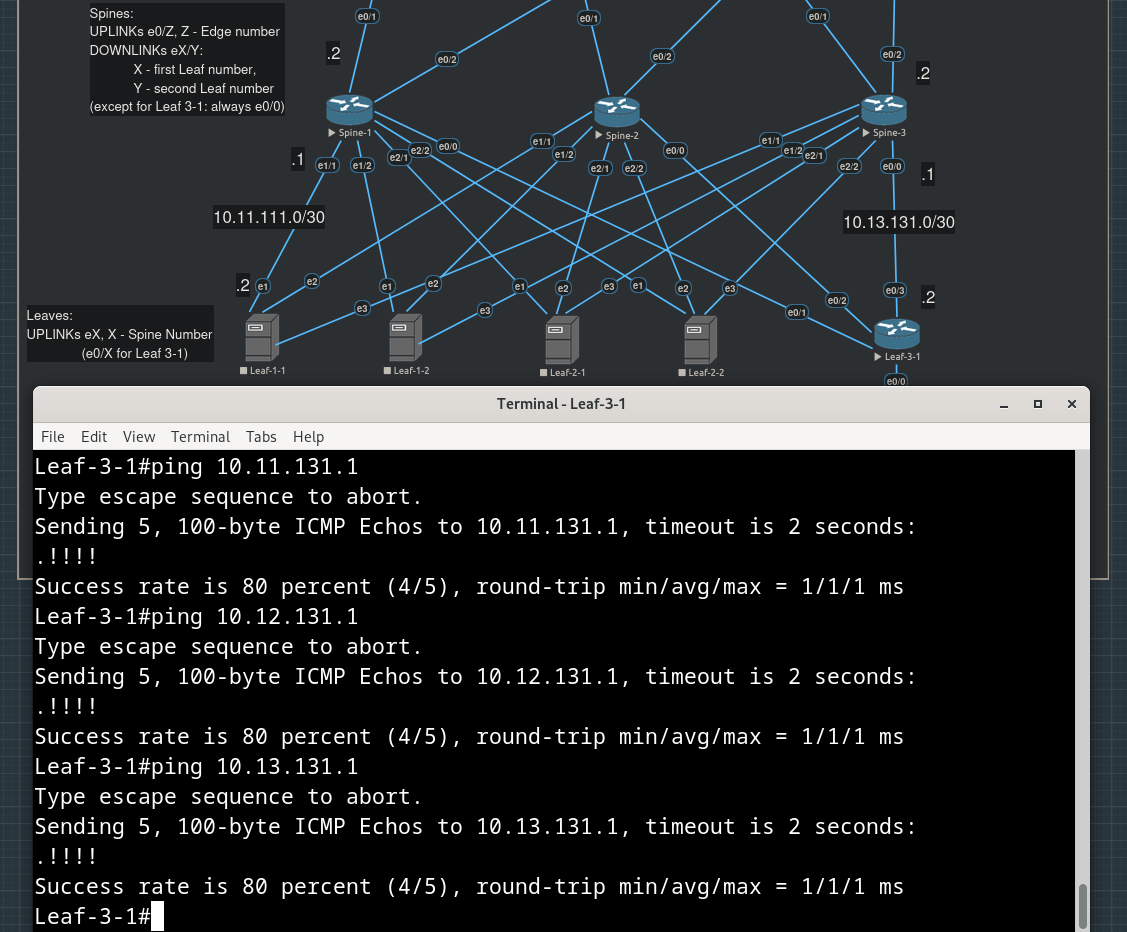 Spines:
UPLINKs e0/Z, Z - Edge number
DOWNLINKs eX/Y:
X - first Leaf number,
Y - second Leaf number
(except for Leaf 3-1: always e0/0)
e0/1
e0/1
e0/1
.2
e0/2
e0/2
e0/2
.2
Spine-1
Spine-2
Spine-3
.1
e1/1
e1/2
e2/1
e2/2
e0/0
e1/1
e1/2
e2/1
e2/2
e0/0
e1/1
e1/2
e2/1
e2/2
e0/0
.1
10.11.111.0/30
10.13.131.0/30
.2
e1
e2
e3
e1
e2
e3
e1
e2
e3
e1
e2
e3
e0/1
e0/2
e0/3
.2
Leaves:
UPLINKs eX, X - Spine Number
(e0/X for Leaf 3-1)
Leaf-1-1
Leaf-1-2
Leaf-2-1
Leaf-2-2
Leaf-3-1
e0/0
Terminal - Leaf-3-1
File Edit View Terminal Tabs Help
Leaf-3-1#ping 10.11.131.1
Type escape sequence to abort.
Sending 5, 100-byte ICMP Echos to 10.11.131.1, timeout is 2 seconds:
.!!!!
Success rate is 80 percent (4/5), round-trip min/avg/max = 1/1/1 ms
Leaf-3-1#ping 10.12.131.1
Type escape sequence to abort.
Sending 5, 100-byte ICMP Echos to 10.12.131.1, timeout is 2 seconds:
.!!!!
Success rate is 80 percent (4/5), round-trip min/avg/max = 1/1/1 ms
Leaf-3-1#ping 10.13.131.1
Type escape sequence to abort.
Sending 5, 100-byte ICMP Echos to 10.13.131.1, timeout is 2 seconds:
.!!!!
Success rate is 80 percent (4/5), round-trip min/avg/max = 1/1/1 ms
Leaf-3-1#